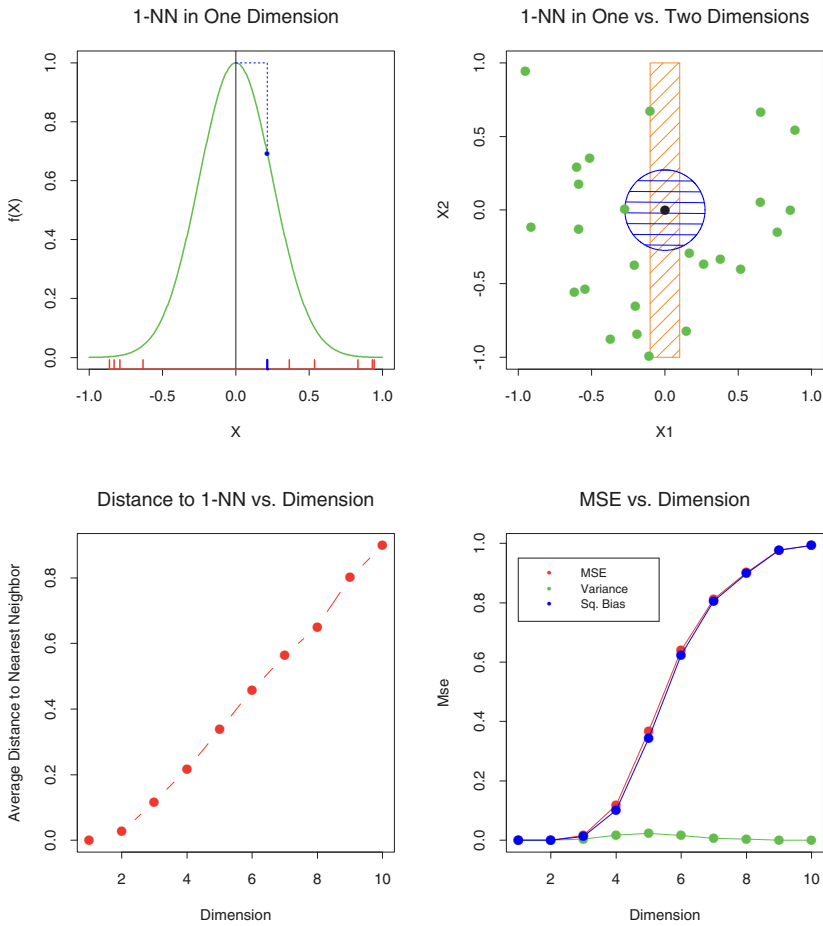 1-NN in One Dimension
f(X)
0.0 0.2 0.4 0.6 0.8 1.0
-1.0 -0.5 0.0 0.5 1.0
X
1-NN in One vs. Two Dimensions
X2
-1.0 -0.5 0.0 0.5 1.0
-1.0 -0.5 0.0 0.5 1.0
X1
Distance to 1-NN vs. Dimension
Average Distance to Nearest Neighbor
0.0 0.2 0.4 0.6 0.8
2 4 6 8 10
Dimension
MSE vs. Dimension
Mse
0.0 0.2 0.4 0.6 0.8 1.0
MSE
Variance
Sq. Bias
2 4 6 8 10
Dimension